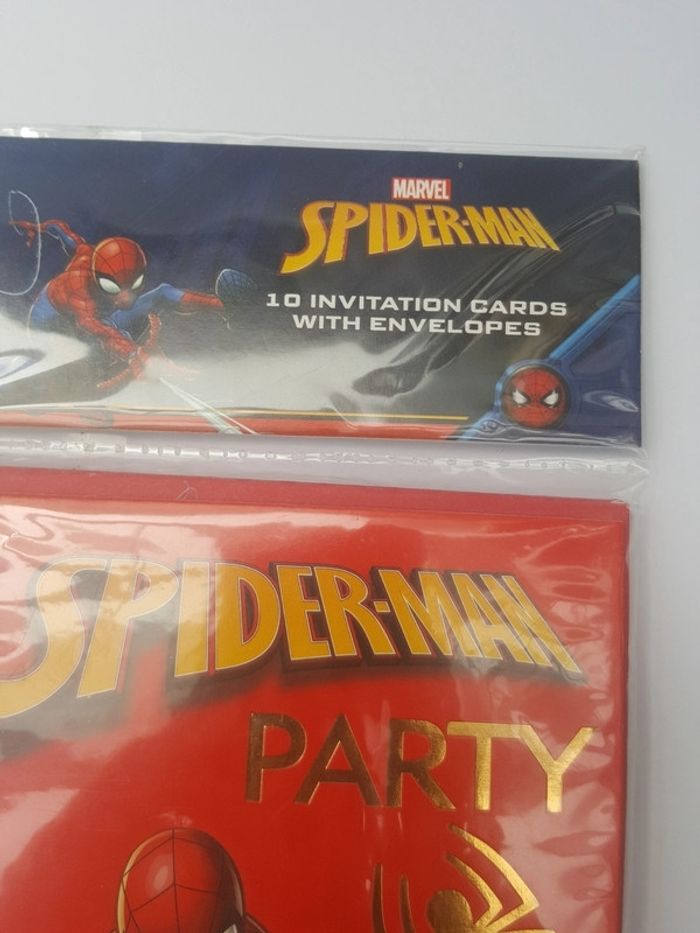 MARVEL
SPIDER-MAN
10 INVITATION CARDS
WITH ENVELOPES
SPIDER-MAN
PARTY